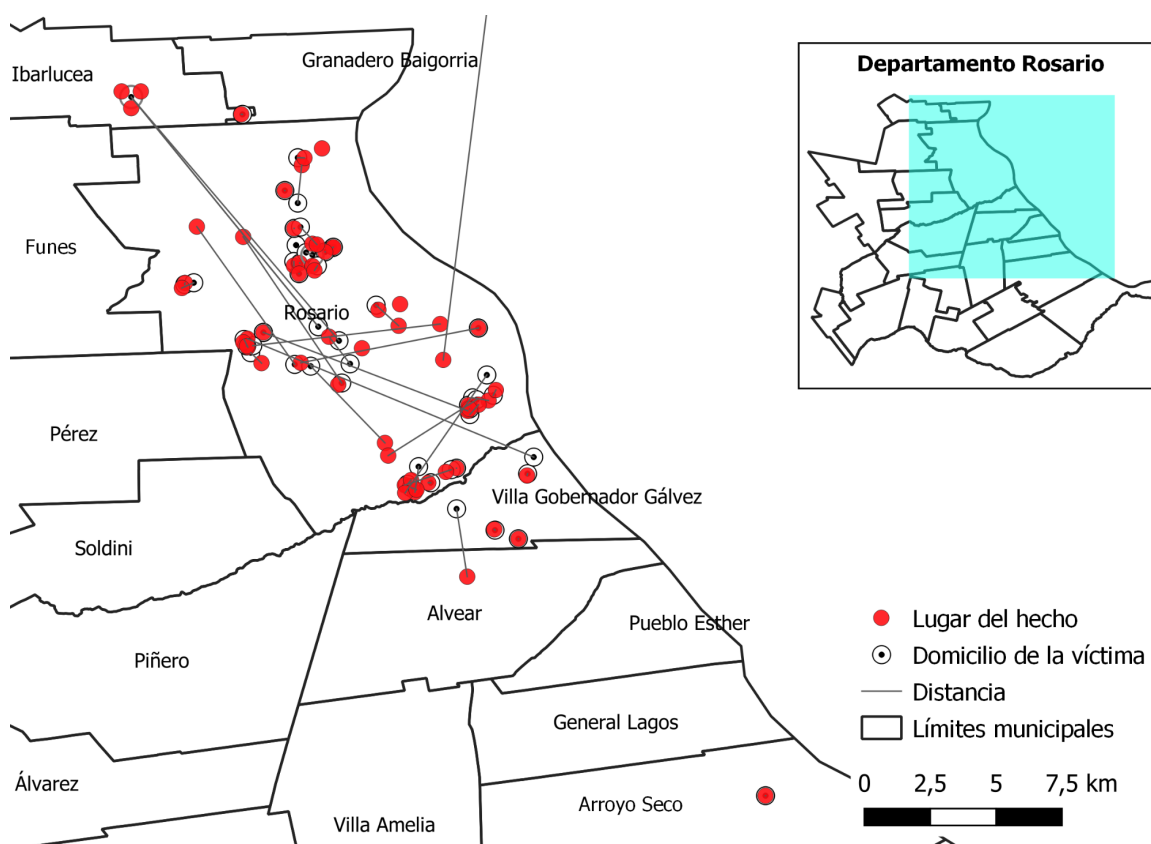 Granadero Baigorria
Ibarlucea
Departamento Rosario
Funes
Rosario
Pérez
Villa Gobernador Gálvez
Soldini
Alvear
Pueblo Esther
Piñero
General Lagos
Álvarez
Arroyo Seco
Villa Amelia
Lugar del hecho
Domicilio de la víctima
Distancia
Límites municipales
0 2,5 5 7,5 km